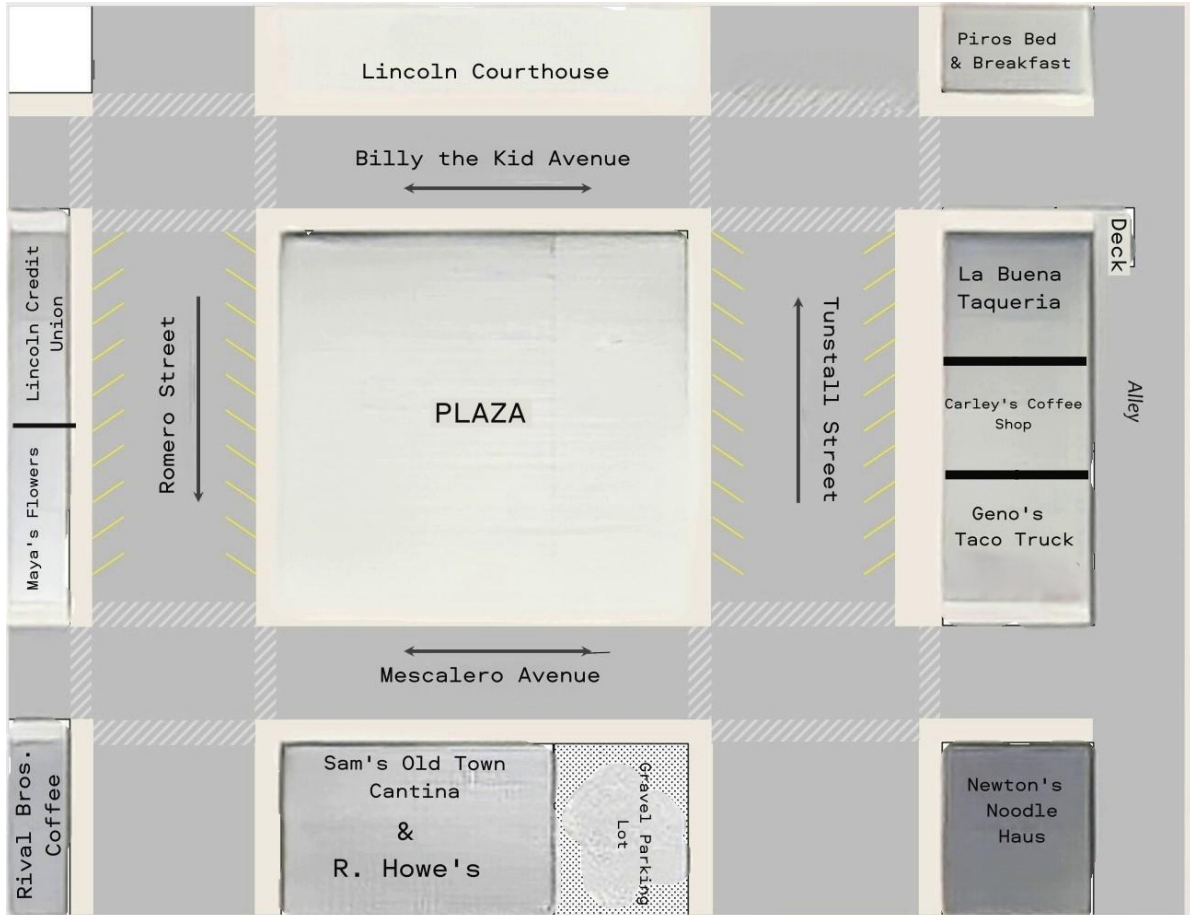 Lincoln Courthouse
Piros Bed
& Breakfast
Billy the Kid Avenue
Lincoln Credit
Union
Maya's Flowers
Romero Street
PLAZA
Tunstall Street
La Buena
Taqueria
Deck
Carley's Coffee
Shop
Alley
Geno's
Taco Truck
Mescalero Avenue
Rival Bros.
Coffee
Sam's Old Town
Cantina
&
R. Howe's
Gravel Parking
Lot
Newton's
Noodle
Haus